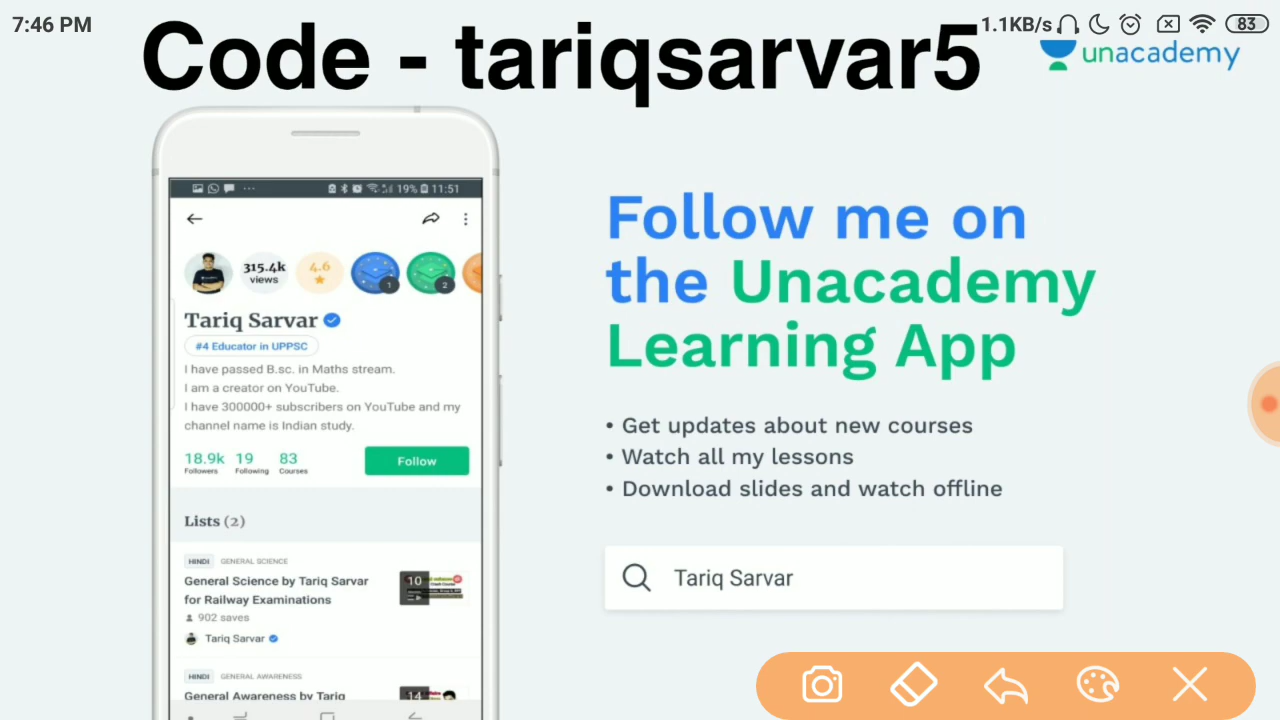 7:46 PM
1.1KB/s
83
Code - tariqsarvar5
unacademy
19% 11:51
315.4k
views
4.6
1
2
Tariq Sarvar
#4 Educator in UPPSC
I have passed B.sc. in Maths stream.
I am a creator on YouTube.
I have 300000+ subscribers on YouTube and my
channel name is Indian study.
18.9k 19 83
Followers Following Courses
Follow
Lists (2)
HINDI GENERAL SCIENCE
General Science by Tariq Sarvar
for Railway Examinations
10
902 saves
Tariq Sarvar
HINDI GENERAL AWARENESS
General Awareness by Tariq
14
Follow me on
the Unacademy
Learning App
• Get updates about new courses
• Watch all my lessons
• Download slides and watch offline
Tariq Sarvar